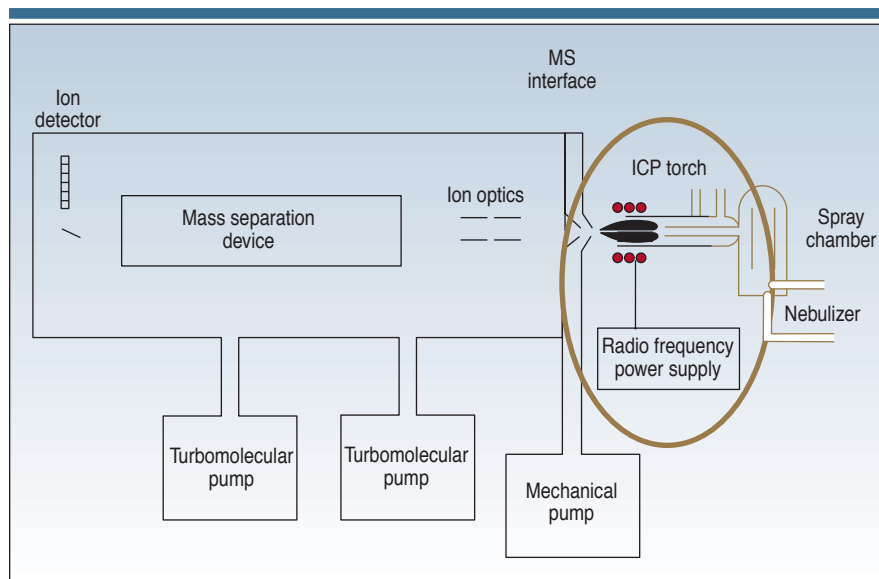 MS
interface
Ion
detector
ICP torch
Ion optics
Mass separation
device
Spray
chamber
Nebulizer
Radio frequency
power supply
Turbomolecular
pump
Turbomolecular
pump
Mechanical
pump